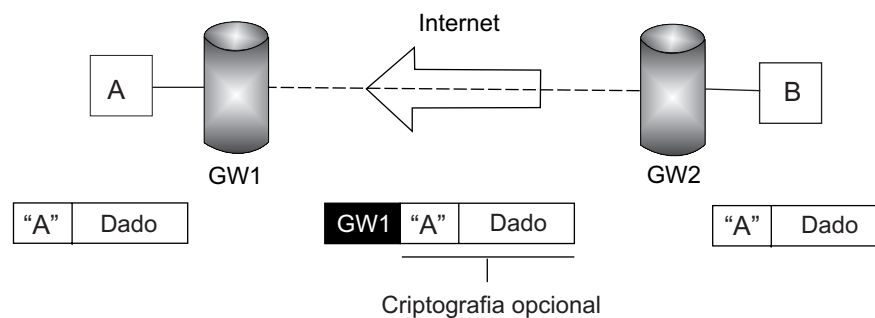 Internet
A
B
GW1
GW2
“A” Dado
GW1 “A” Dado
“A” Dado
Criptografia opcional